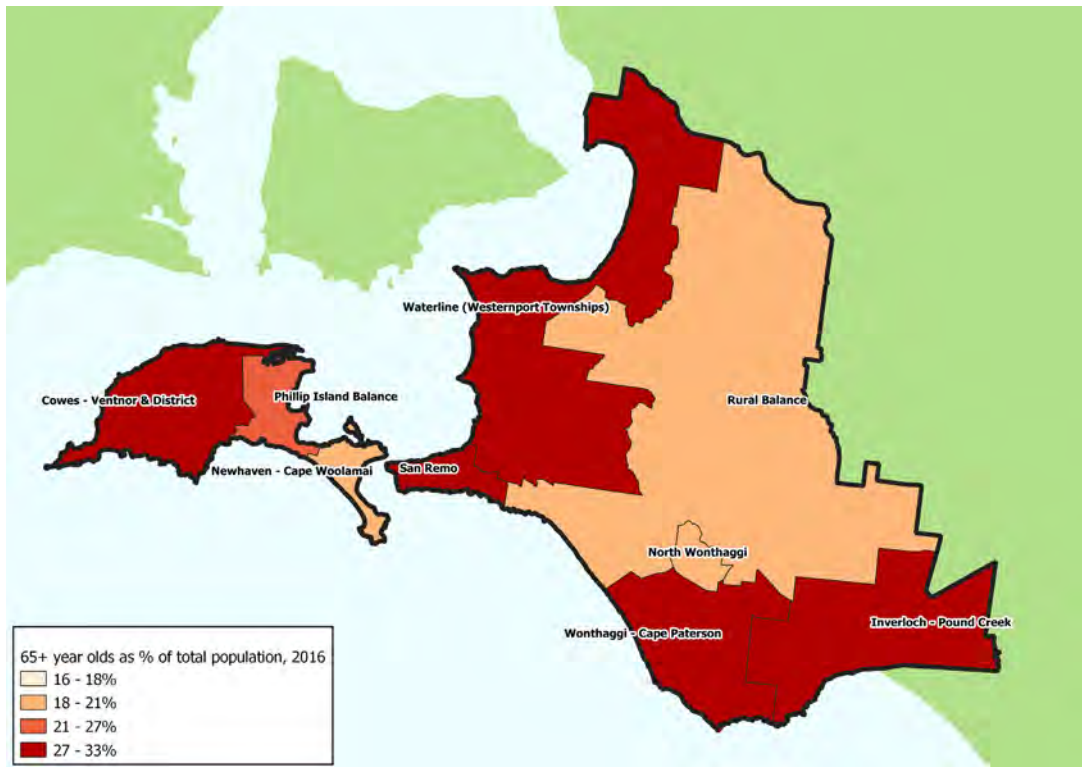 Waterline (Westernport Townships)
Cowes - Ventnor & District
Phillip Island Balance
Rural Balance
Newhaven - Cape Woolamai
San Remo
North Wonthaggi
Wonthaggi - Cape Paterson
Inverloch - Pound Creek
65+ year olds as % of total population, 2016
16 - 18%
18 - 21%
21 - 27%
27 - 33%